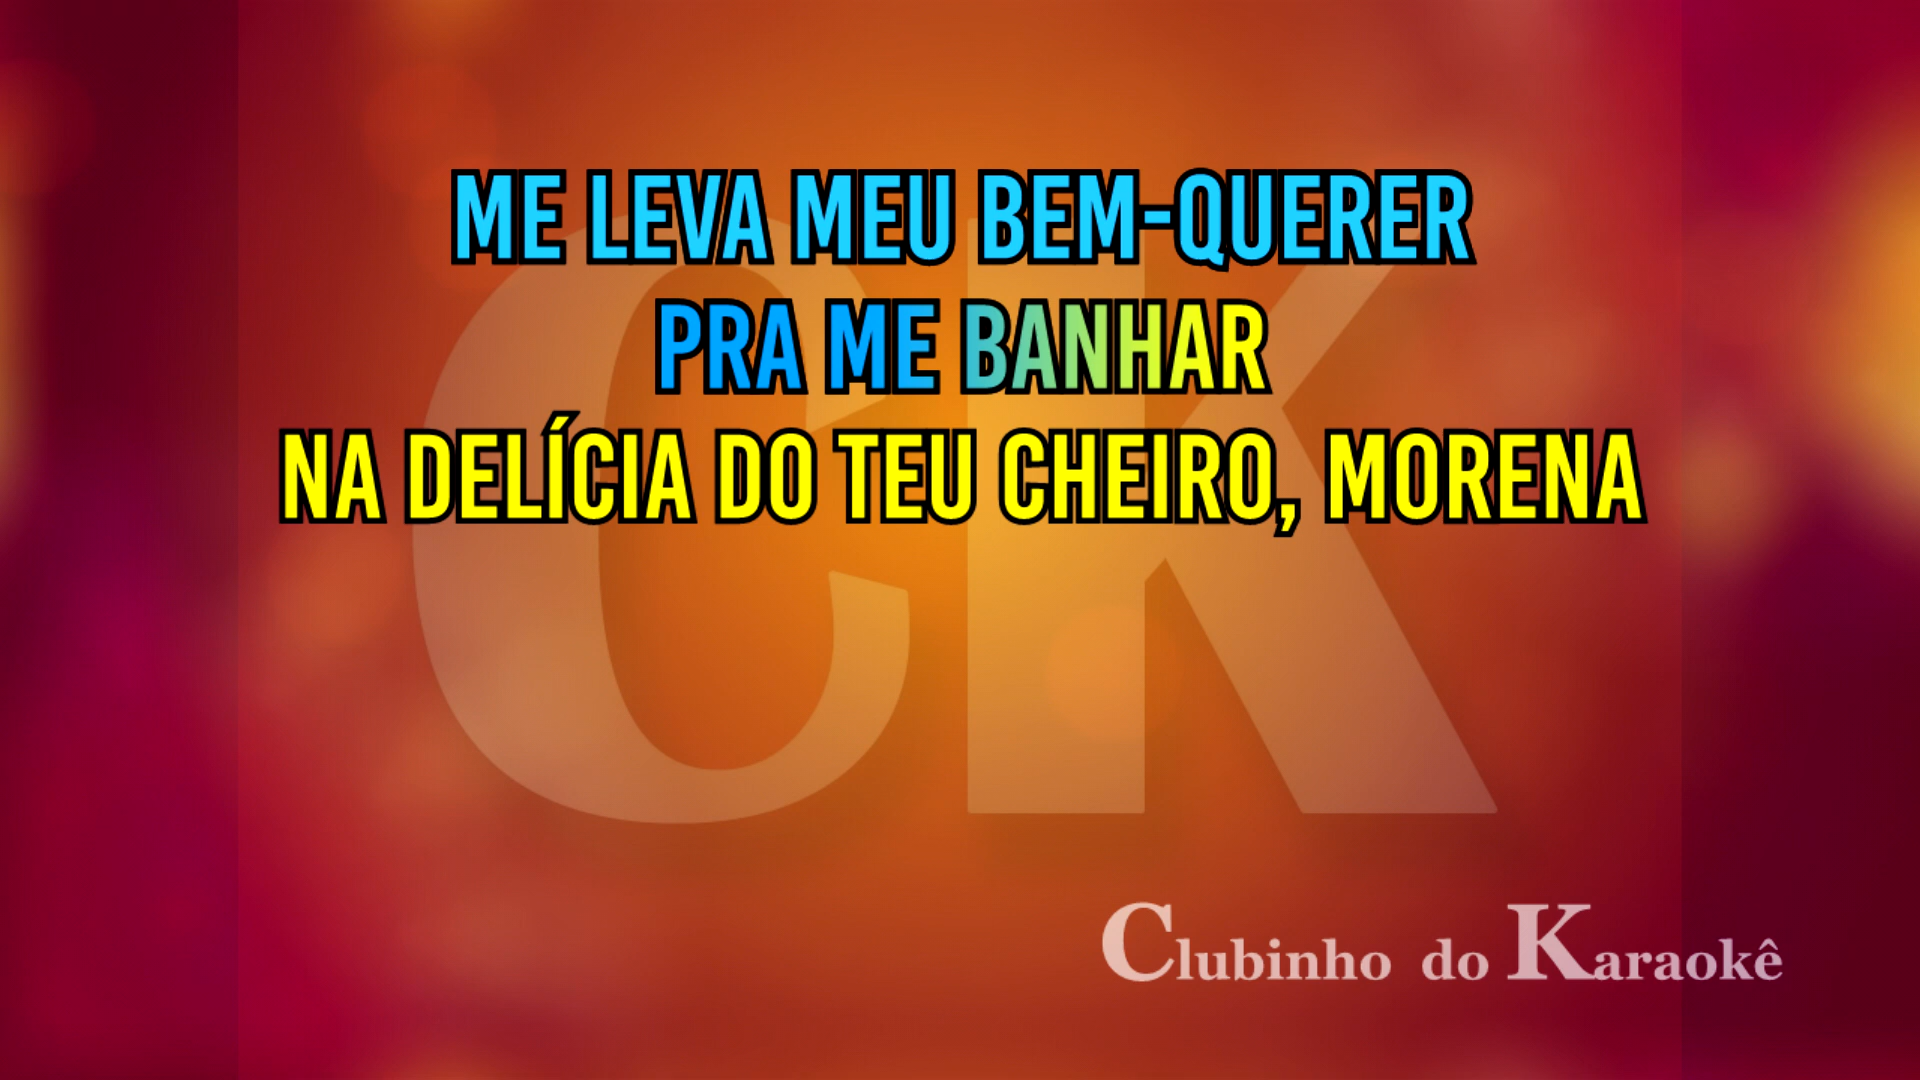 ME LEVA MEU BEM-QUERER
PRA ME BANHAR
NA DELÍCIA DO TEU CHEIRO, MORENA
CK
Clubinho do Karaokê